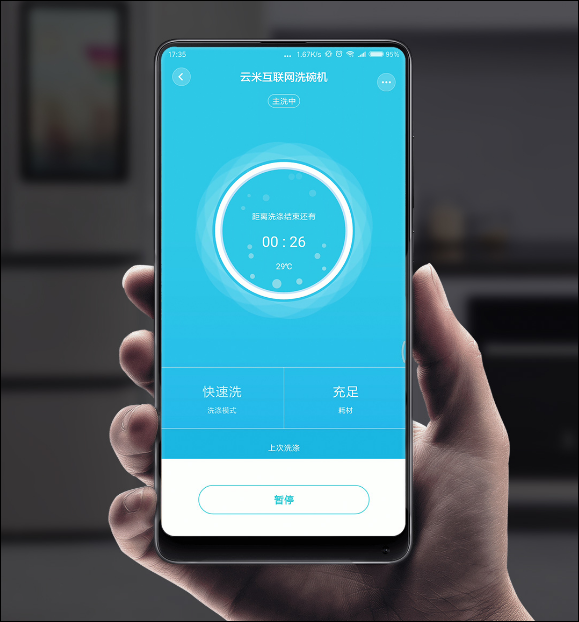 17:35 ... 1.67K/s 95%
云米互联网洗碗机
主洗中
距离洗涤结束还有
00 : 26
29℃
快速洗
洗涤模式
充足
耗材
上次洗涤
暂停